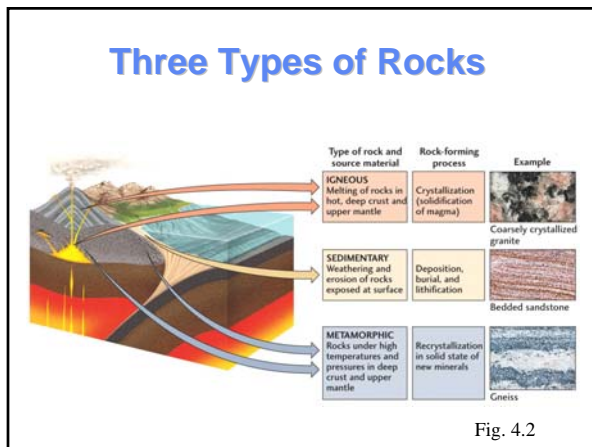 Three Types of Rocks
Type of rock and
source material
Rock-forming
process
Example
IGNEOUS
Melting of rocks in
hot, deep crust and
upper mantle
Crystallization
(solidification
of magma)
Coarsely crystallized
granite
SEDIMENTARY
Weathering and
erosion of rocks
exposed at surface
Deposition,
burial, and
lithification
Bedded sandstone
METAMORPHIC
Rocks under high
temperatures and
pressures in deep
crust and upper
mantle
Recrystallization
in solid state of
new minerals
Gneiss
Fig. 4.2